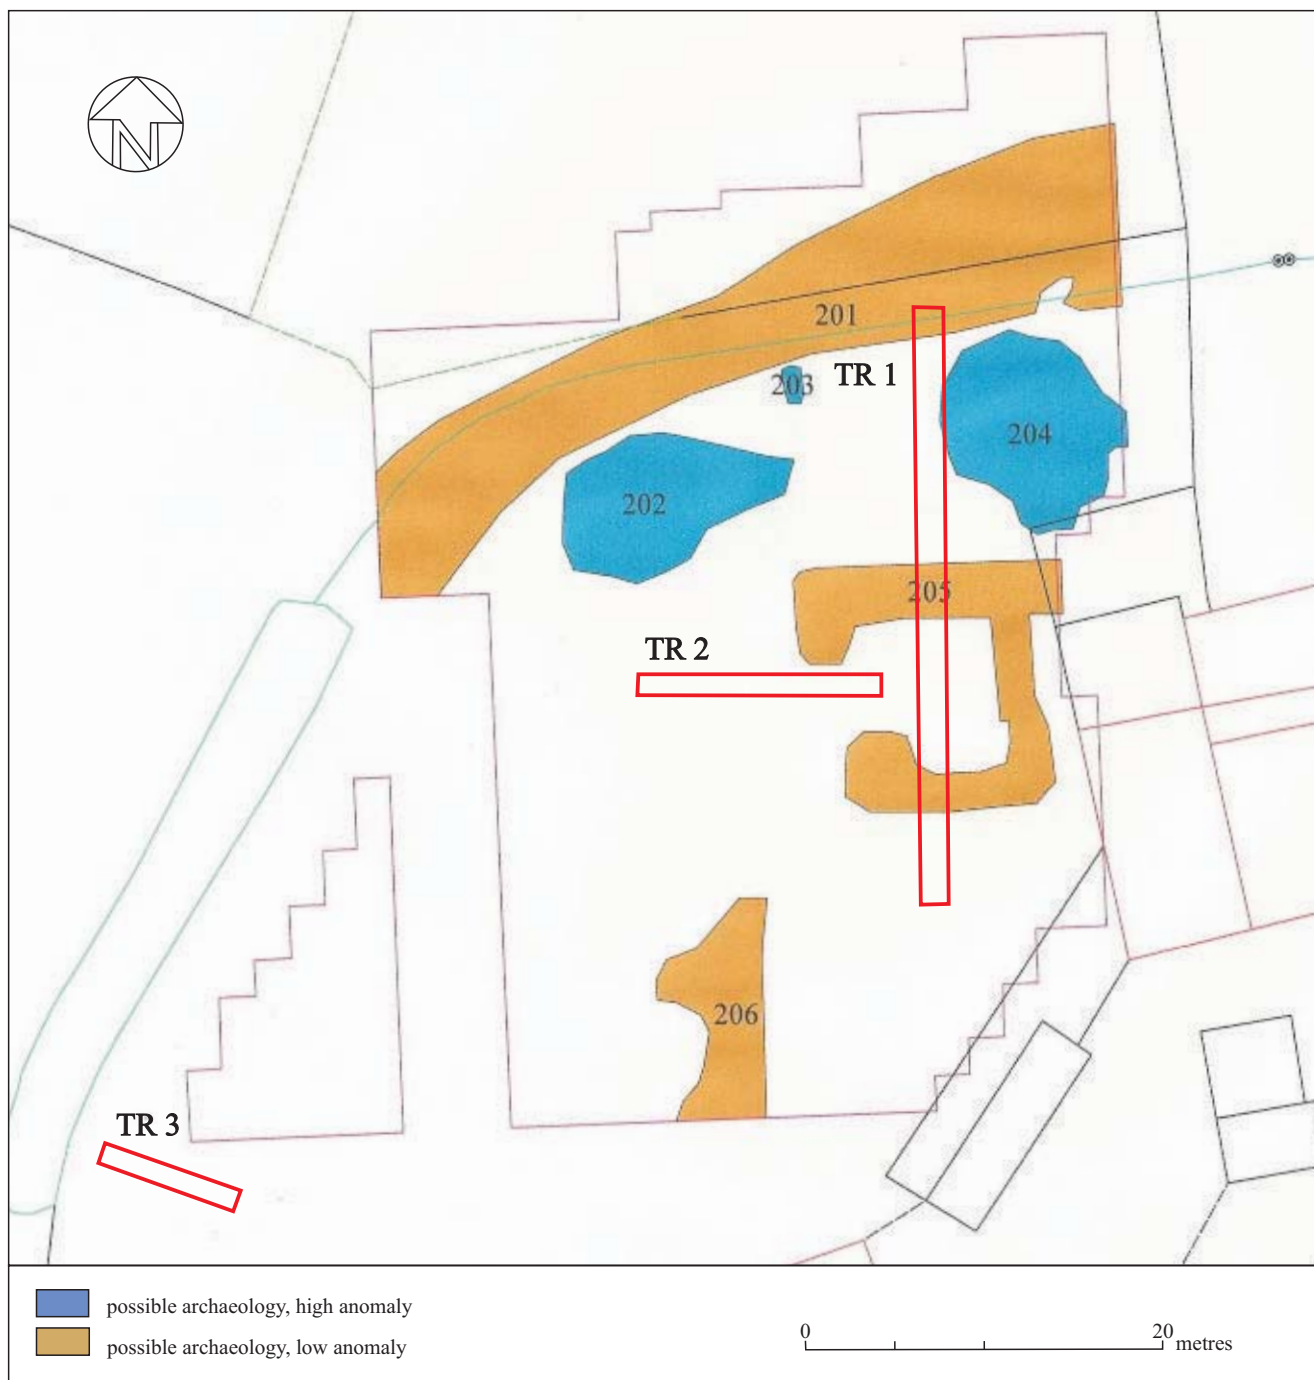 N
201
TR 1
203
204
202
205
TR 2
206
TR 3
possible archaeology, high anomaly
possible archaeology, low anomaly
0 20 metres